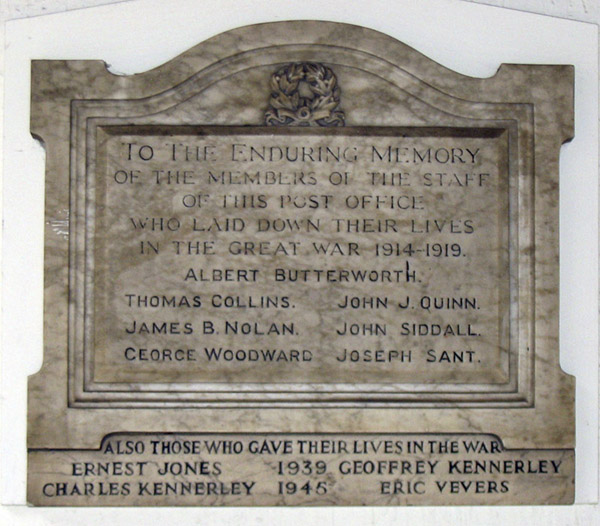 TO THE ENDURING MEMORY
OF THE MEMBERS OF THE STAFF
OF THIS POST OFFICE
WHO LAID DOWN THEIR LIVES
IN THE GREAT WAR 1914-1919.
ALBERT BUTTERWORTH.
THOMAS COLLINS. JOHN J. QUINN.
JAMES B. NOLAN. JOHN SIDDALL.
GEORGE WOODWARD JOSEPH SANT.
ALSO THOSE WHO GAVE THEIR LIVES IN THE WAR
ERNEST JONES 1939 GEOFFREY KENNERLEY
CHARLES KENNERLEY 1945 ERIC VEVERS